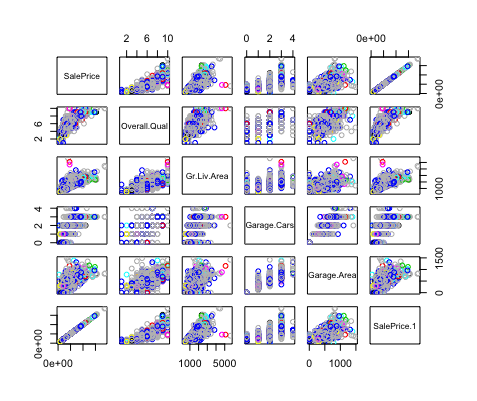 2 6 10
0 1 2 3 4
0e+00
SalePrice
0e+00
2 6
Overall.Qual
Gr.Liv.Area
1000
0 2 4
Garage.Cars
Garage.Area
0 1500
0e+00
SalePrice.1
0e+00
1000 5000
0 1000